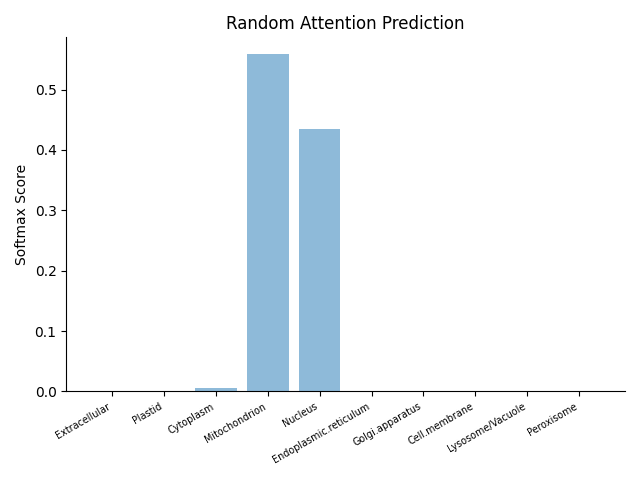 Random Attention Prediction
Softmax Score
0.5
0.4
0.3
0.2
0.1
0.0
Extracellular
Plastid
Cytoplasm
Mitochondrion
Nucleus
Endoplasmic.reticulum
Golgi.apparatus
Cell.membrane
Lysosome/Vacuole
Peroxisome